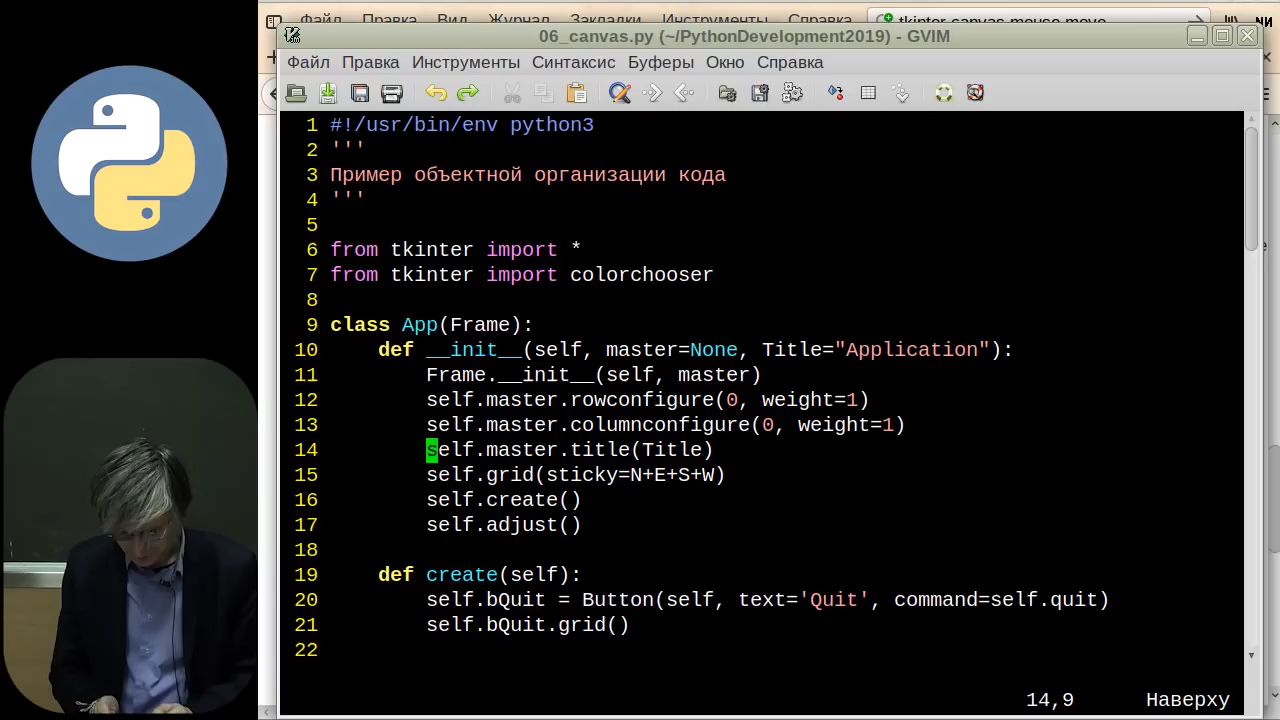 Файл Правка Вид Журнал Закладки Инструменты Справка tkinter canvas mouse move
06_canvas.py (~/PythonDevelopment2019) - GVIM
Файл Правка Инструменты Синтаксис Буферы Окно Справка
1 #!/usr/bin/env python3
2 '''
3 Пример объектной организации кода
4 '''
5
6 from tkinter import *
7 from tkinter import colorchooser
8
9 class App(Frame):
10 def __init__(self, master=None, Title="Application"):
11 Frame.__init__(self, master)
12 self.master.rowconfigure(0, weight=1)
13 self.master.columnconfigure(0, weight=1)
14 self.master.title(Title)
15 self.grid(sticky=N+E+S+W)
16 self.create()
17 self.adjust()
18
19 def create(self):
20 self.bQuit = Button(self, text='Quit', command=self.quit)
21 self.bQuit.grid()
22
14,9 Наверху